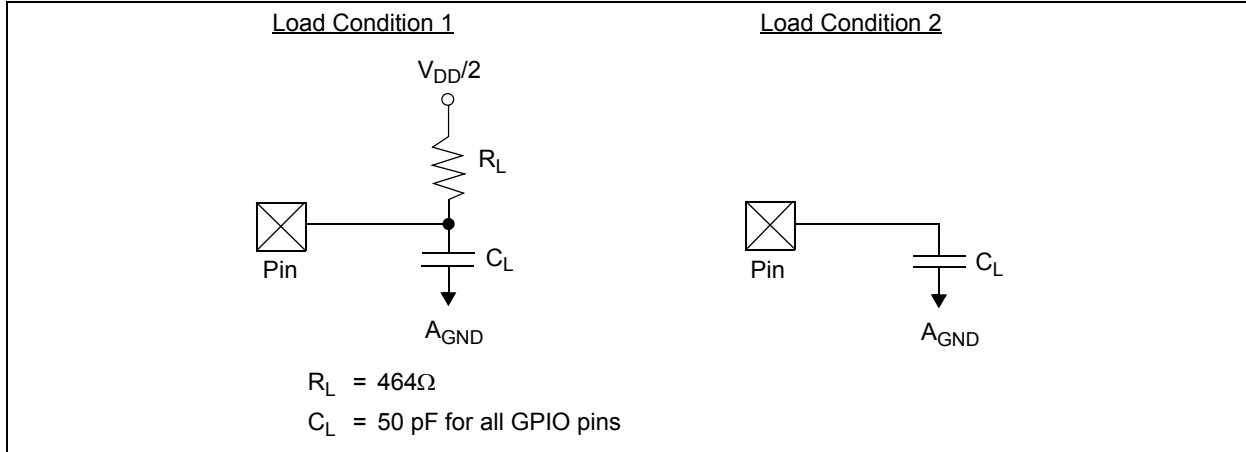 Load Condition 1
Load Condition 2
VDD/2
RL
Pin
CL
AGND
Pin
CL
AGND
RL = 464Ω
CL = 50 pF for all GPIO pins